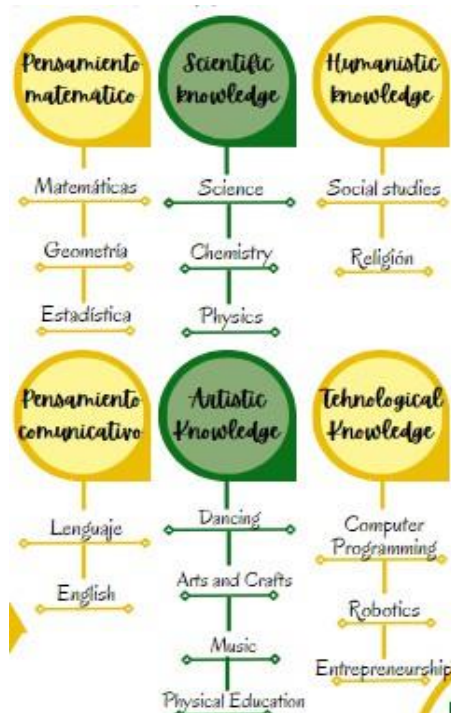 Pensamiento
matemático
Matemáticas
Geometría
Estadística
Scientific
knowledge
Science
Chemistry
Physics
Humanistic
knowledge
Social studies
Religión
Pensamiento
comunicativo
Lenguaje
English
Artistic
Knowledge
Dancing
Arts and Crafts
Music
Physical Education
Tehnological
Knowledge
Computer
Programming
Robotics
Entrepreneurship